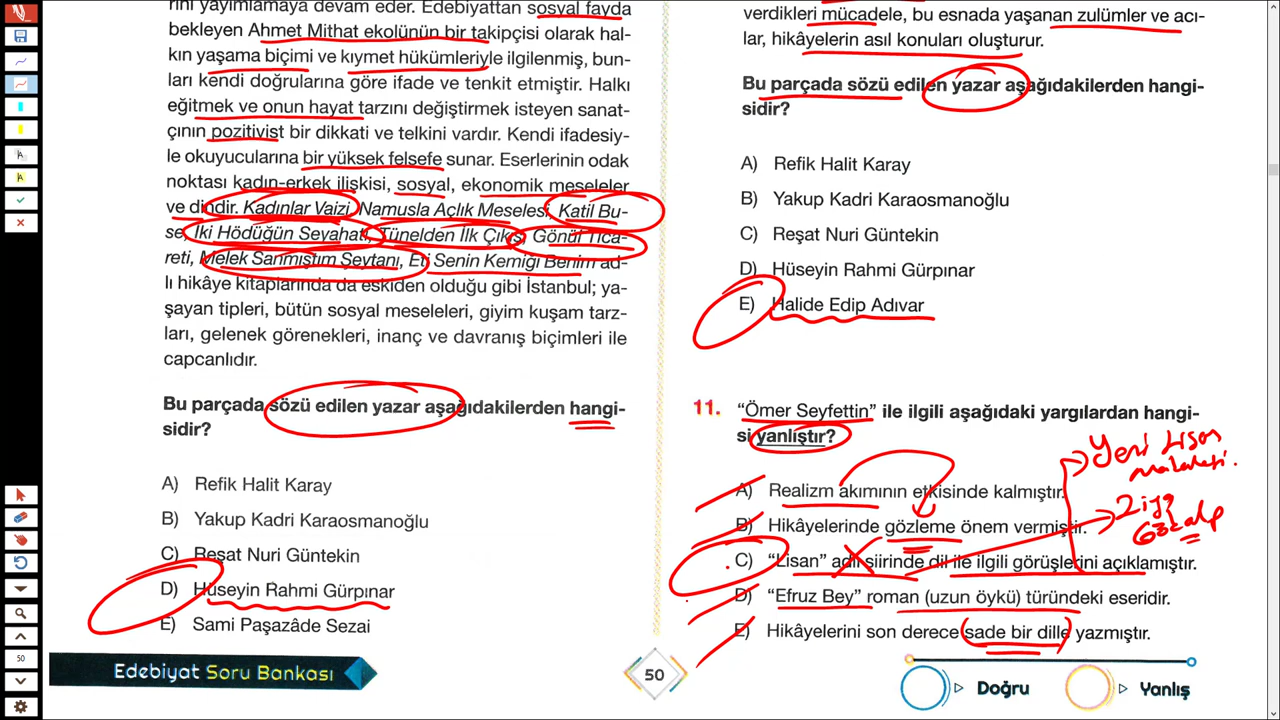 rini yayımlamaya devam eder. Edebiyattan sosyal fayda
bekleyen Ahmet Mithat ekolünün bir takipçisi olarak hal-
kın yaşama biçimi ve kıymet hükümleriyle ilgilenmiş, bun-
ları kendi doğrularına göre ifade ve tenkit etmiştir. Halkı
eğitmek ve onun hayat tarzını değiştirmek isteyen sanat-
çının pozitivist bir dikkati ve telkini vardır. Kendi ifadesiy-
le okuyucularına bir yüksek felsefe sunar. Eserlerinin odak
noktası kadın-erkek ilişkisi, sosyal, ekonomik meseleler
ve dindir. Kadınlar Vaizi, Namusla Açlık Meselesi, Katil Bu-
se, İki Hödüğün Seyahati, Tünelden İlk Çıkış, Gönül Tica-
reti, Melek Sanmıştım Şeytanı, Eti Senin Kemiği Benim ad-
lı hikâye kitaplarında da eskiden olduğu gibi İstanbul; ya-
şayan tipleri, bütün sosyal meseleleri, giyim kuşam tarz-
ları, gelenek görenekleri, inanç ve davranış biçimleri ile
capcanlıdır.
Bu parçada sözü edilen yazar aşağıdakilerden hangi-
sidir?
A) Refik Halit Karay
B) Yakup Kadri Karaosmanoğlu
C) Reşat Nuri Güntekin
D) Hüseyin Rahmi Gürpınar
E) Sami Paşazâde Sezai
verdikleri mücadele, bu esnada yaşanan zulümler ve acı-
lar, hikâyelerin asıl konuları oluşturur.
Bu parçada sözü edilen yazar aşağıdakilerden hangi-
sidir?
A) Refik Halit Karay
B) Yakup Kadri Karaosmanoğlu
C) Reşat Nuri Güntekin
D) Hüseyin Rahmi Gürpınar
E) Halide Edip Adıvar
11. “Ömer Seyfettin” ile ilgili aşağıdaki yargılardan hangi-
si yanlıştır?
Yeni Lisan
makalesi.
A) Realizm akımının etkisinde kalmıştır.
Ziya
Gökalp
B) Hikâyelerinde gözleme önem vermiştir.
C) “Lisan” adlı şiirinde dil ile ilgili görüşlerini açıklamıştır.
D) “Efruz Bey” roman (uzun öykü) türündeki eseridir.
E) Hikâyelerini son derece sade bir dille yazmıştır.
Edebiyat Soru Bankası
50
Doğru
Yanlış
50